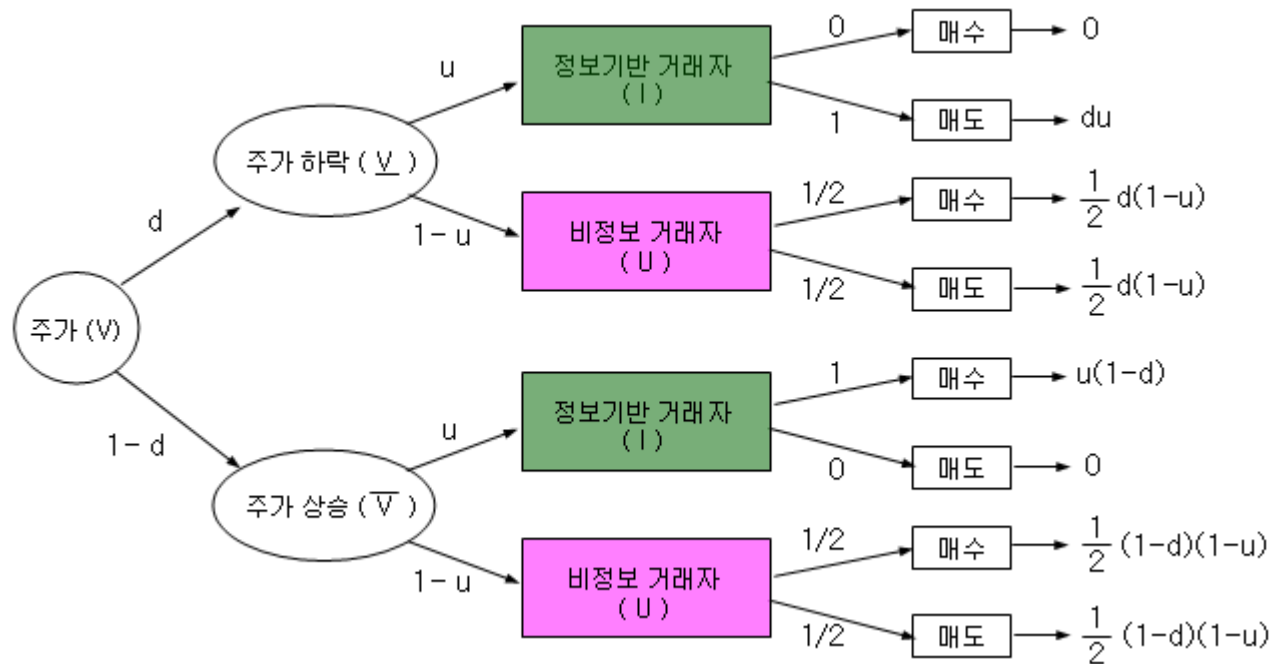 주가 (V)
d
1- d
주가 하락 ( V )
주가 상승 ( V̅ )
u
1- u
u
1- u
정보기반 거래자
( I )
비정보 거래자
( U )
정보기반 거래자
( I )
비정보 거래자
( U )
0
매수
0
1
매도
du
1/2
매수
1/2 d(1-u)
1/2
매도
1/2 d(1-u)
1
매수
u(1-d)
0
매도
0
1/2
매수
1/2 (1-d)(1-u)
1/2
매도
1/2 (1-d)(1-u)